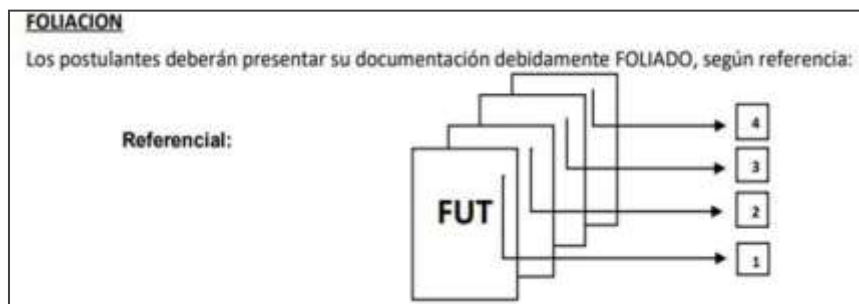 FOLIACION
Los postulantes deberán presentar su documentación debidamente FOLIADO, según referencia:
Referencial:
4
3
2
FUT
1